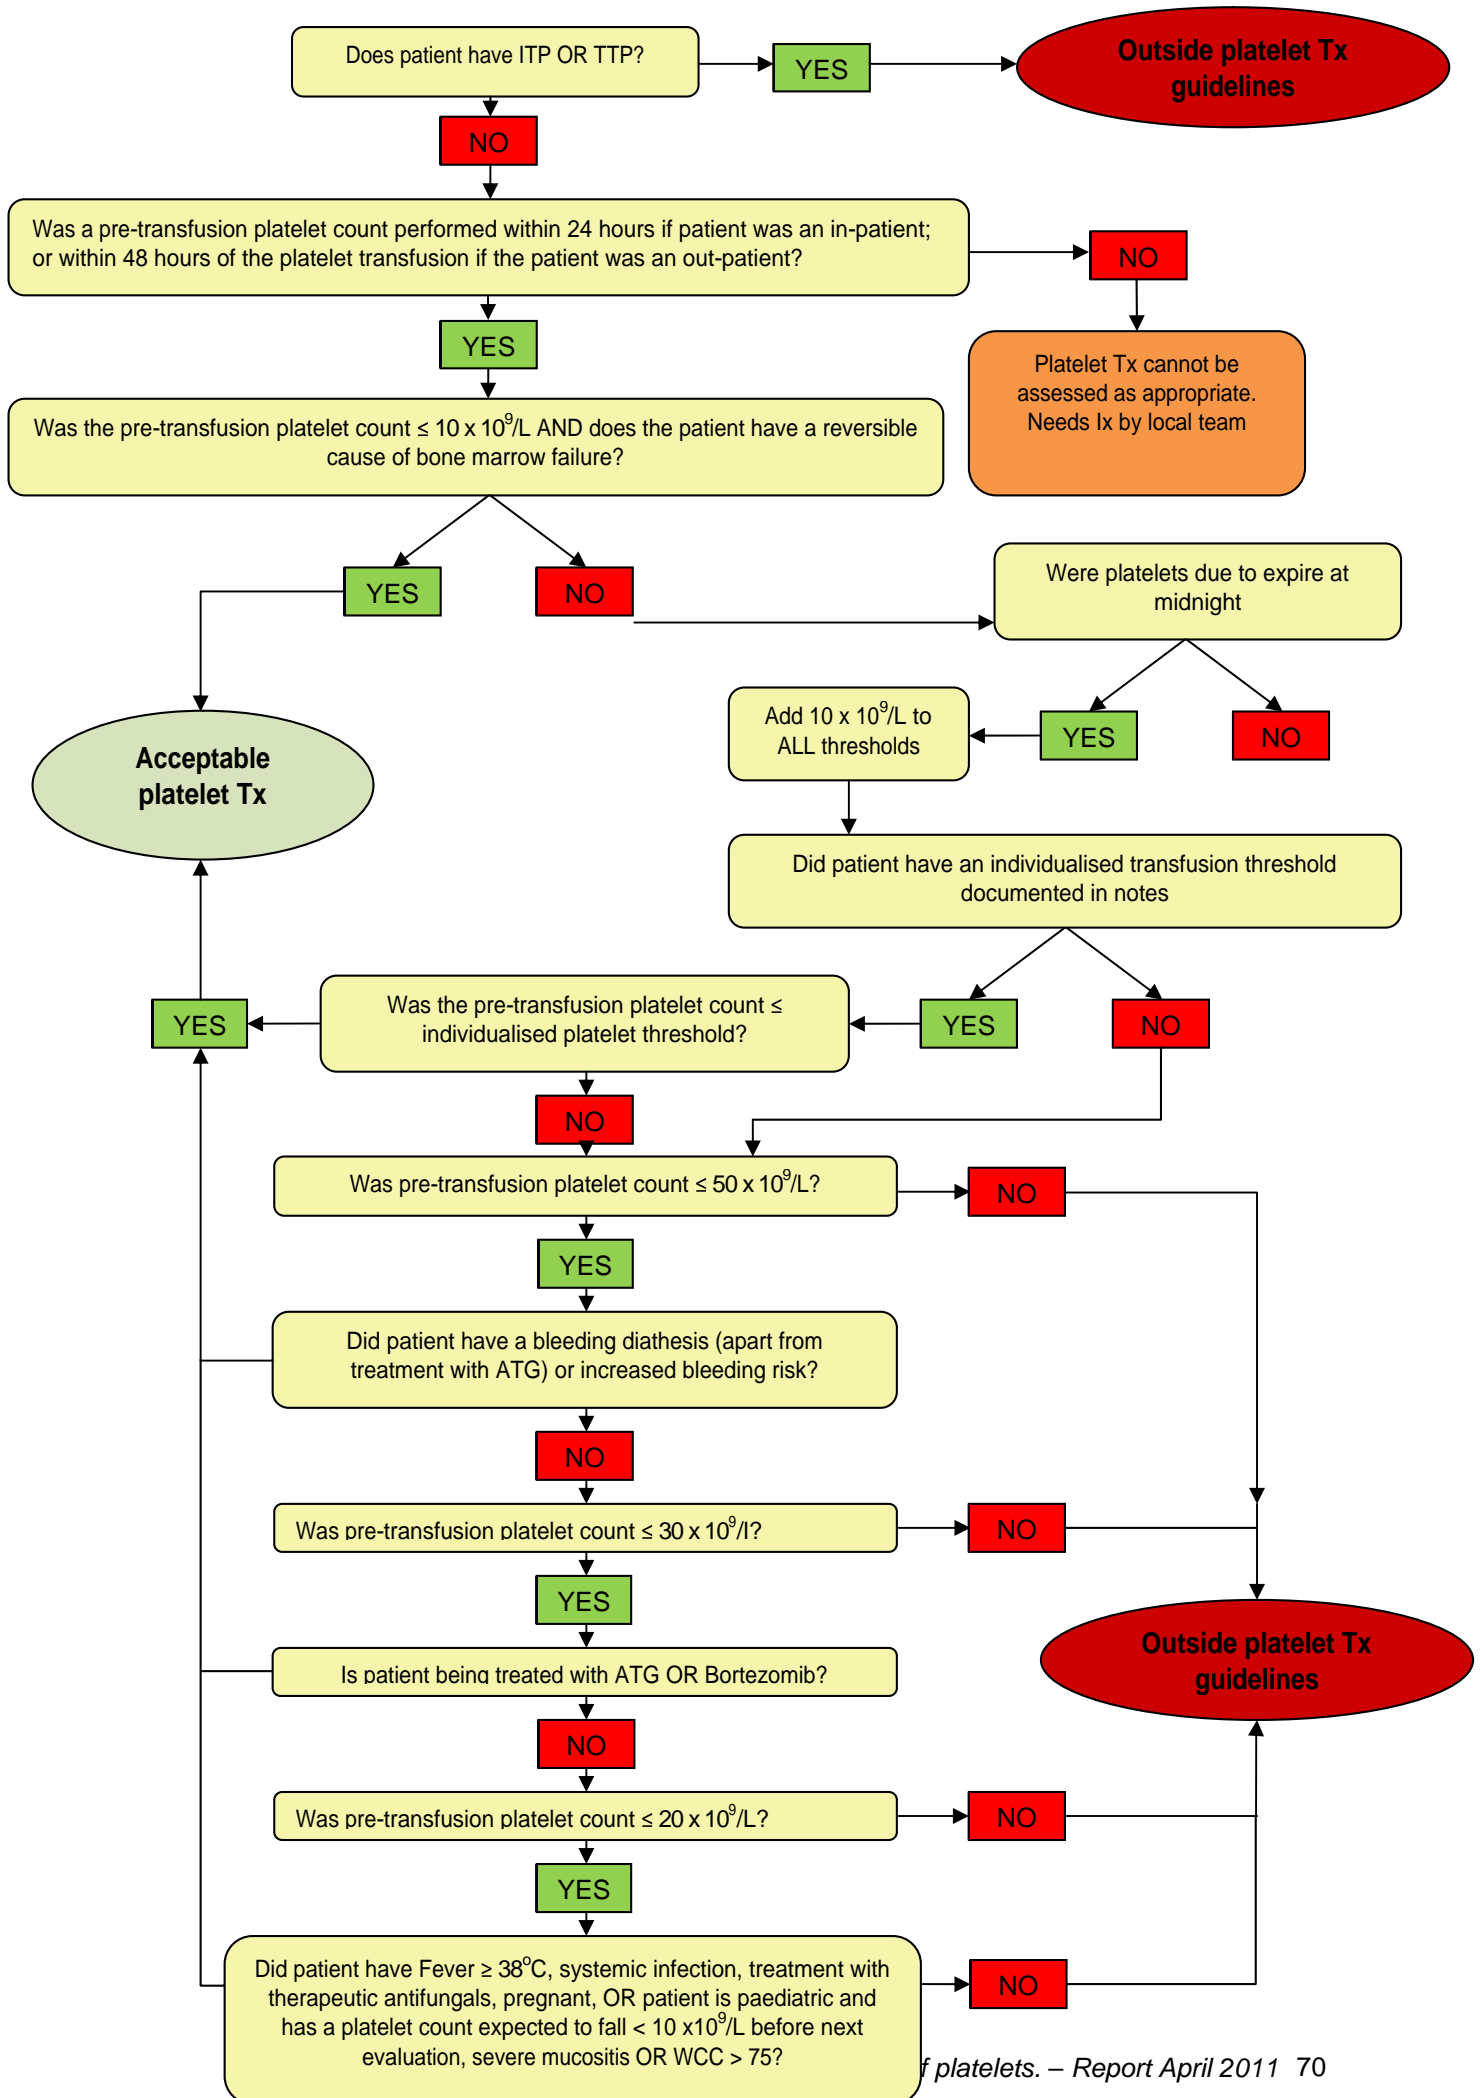 Does patient have ITP OR TTP?
YES
Outside platelet Tx
guidelines
NO
Was a pre-transfusion platelet count performed within 24 hours if patient was an in-patient;
or within 48 hours of the platelet transfusion if the patient was an out-patient?
NO
YES
Platelet Tx cannot be
assessed as appropriate.
Needs Ix by local team
Was the pre-transfusion platelet count ≤ 10 x 10⁹/L AND does the patient have a reversible
cause of bone marrow failure?
YES
NO
Were platelets due to expire at
midnight
Add 10 x 10⁹/L to
ALL thresholds
YES
NO
Acceptable
platelet Tx
Did patient have an individualised transfusion threshold
documented in notes
YES
Was the pre-transfusion platelet count ≤
individualised platelet threshold?
YES
NO
NO
Was pre-transfusion platelet count ≤ 50 x 10⁹/L?
NO
YES
Did patient have a bleeding diathesis (apart from
treatment with ATG) or increased bleeding risk?
NO
Was pre-transfusion platelet count ≤ 30 x 10⁹/l?
NO
YES
Outside platelet Tx
guidelines
Is patient being treated with ATG OR Bortezomib?
NO
Was pre-transfusion platelet count ≤ 20 x 10⁹/L?
NO
YES
Did patient have Fever ≥ 38°C, systemic infection, treatment with
therapeutic antifungals, pregnant, OR patient is paediatric and
has a platelet count expected to fall < 10 x10⁹/L before next
evaluation, severe mucositis OR WCC > 75?
NO
platelets. – Report April 2011 70